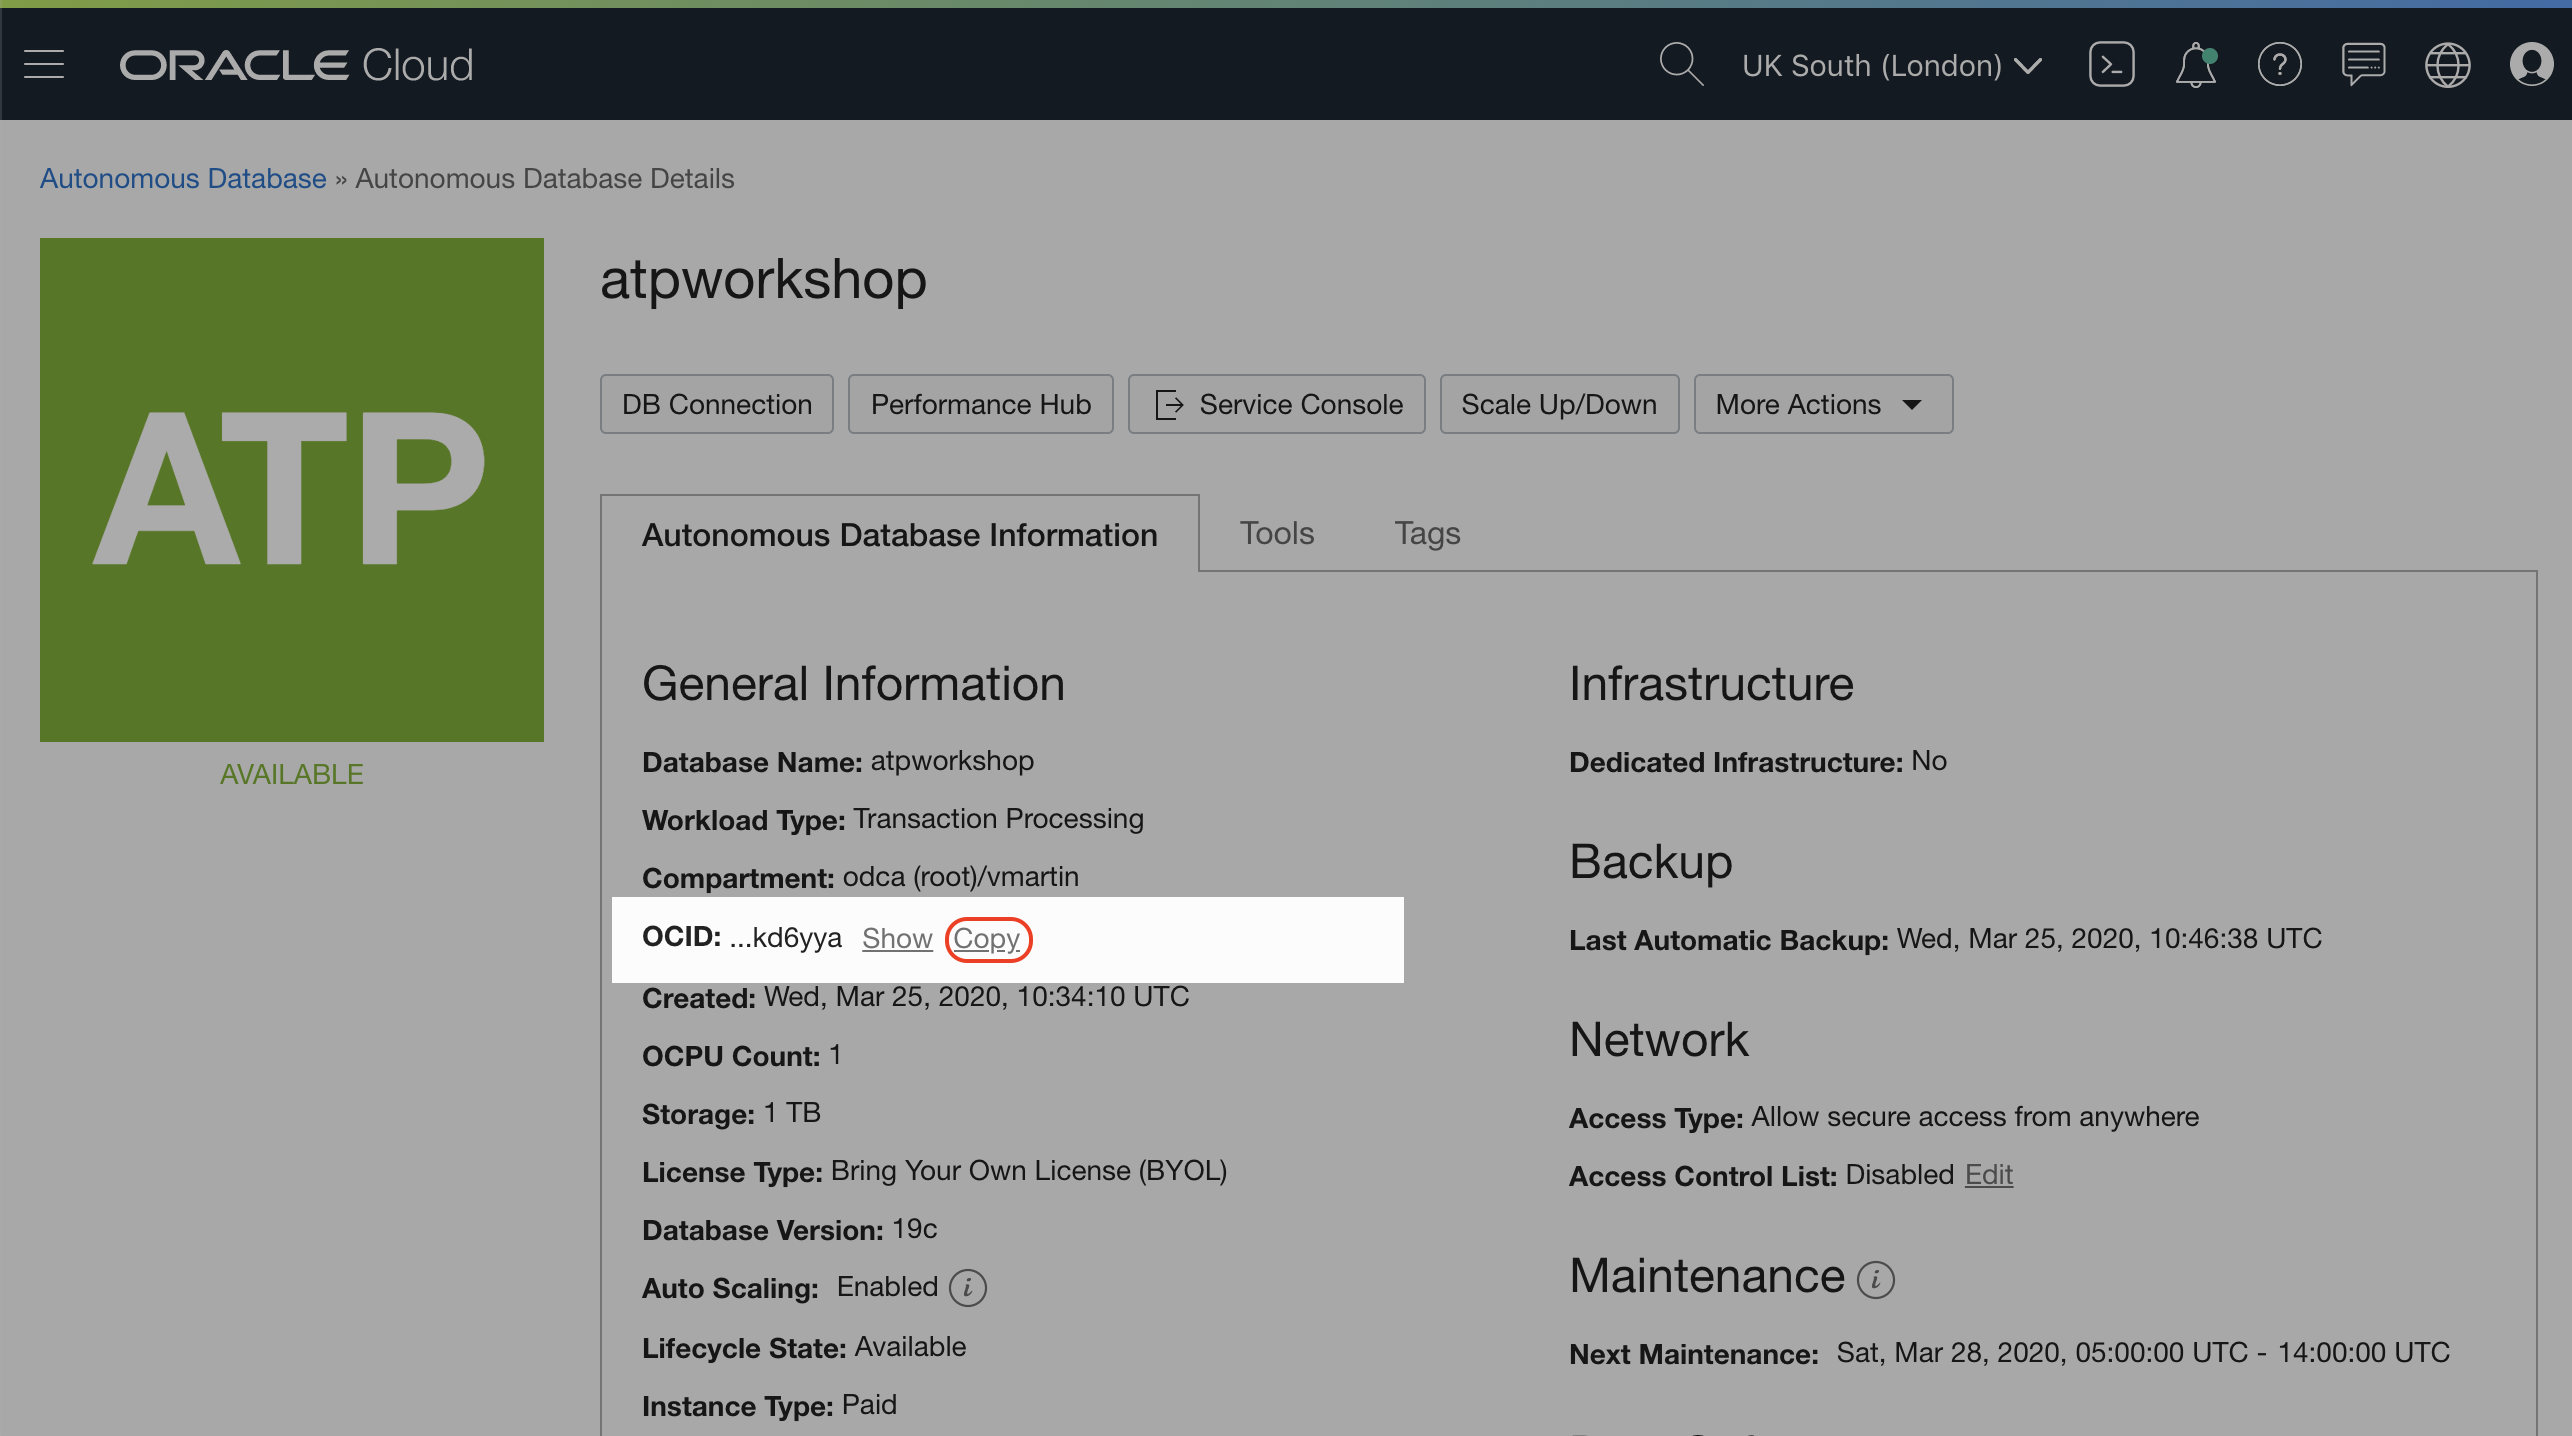 ORACLE Cloud
UK South (London)
Autonomous Database » Autonomous Database Details
ATP
AVAILABLE
atpworkshop
DB Connection
Performance Hub
Service Console
Scale Up/Down
More Actions
Autonomous Database Information
Tools
Tags
General Information
Database Name: atpworkshop
Workload Type: Transaction Processing
Compartment: odca (root)/vmartin
OCID: ...kd6yya Show Copy
Created: Wed, Mar 25, 2020, 10:34:10 UTC
OCPU Count: 1
Storage: 1 TB
License Type: Bring Your Own License (BYOL)
Database Version: 19c
Auto Scaling: Enabled i
Lifecycle State: Available
Instance Type: Paid
Infrastructure
Dedicated Infrastructure: No
Backup
Last Automatic Backup: Wed, Mar 25, 2020, 10:46:38 UTC
Network
Access Type: Allow secure access from anywhere
Access Control List: Disabled Edit
Maintenance i
Next Maintenance: Sat, Mar 28, 2020, 05:00:00 UTC - 14:00:00 UTC